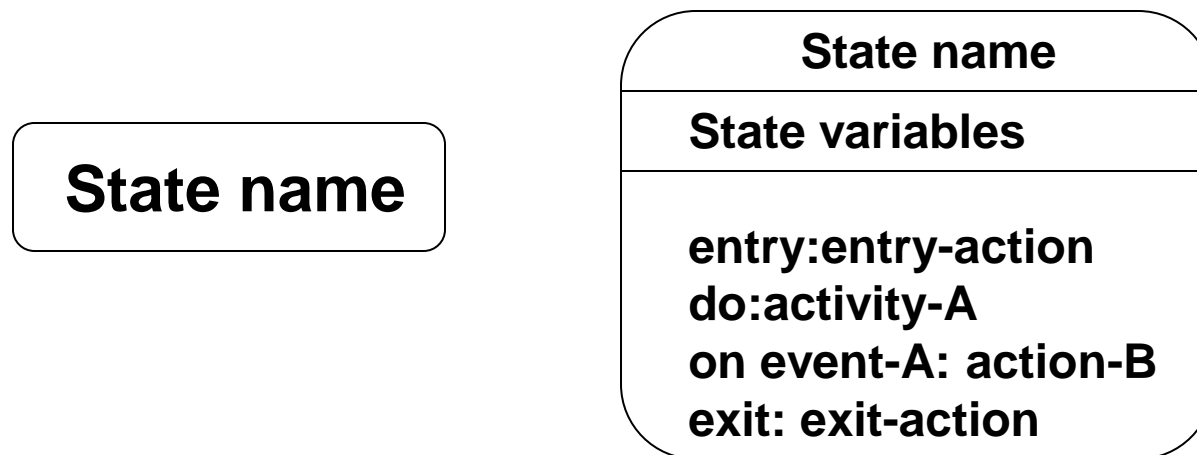 State name
State name
State variables
entry:entry-action
do:activity-A
on event-A: action-B
exit: exit-action